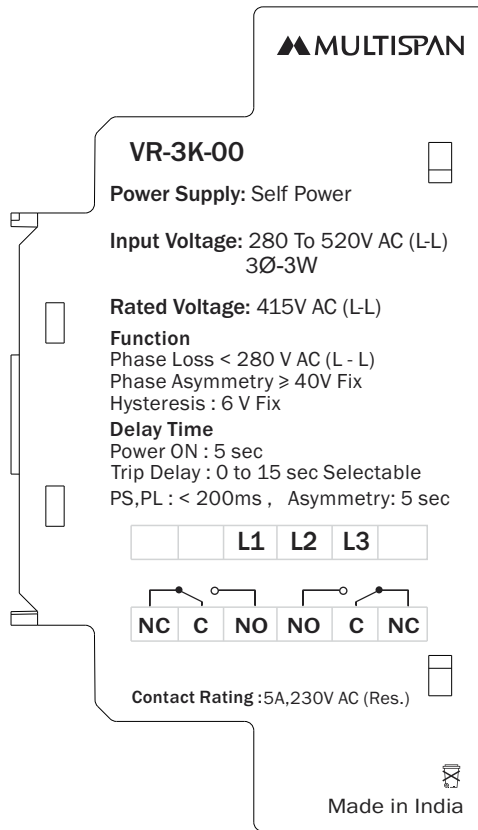 MULTISPAN
VR-3K-00
Power Supply: Self Power
Input Voltage: 280 To 520V AC (L-L)
3Ø-3W
Rated Voltage: 415V AC (L-L)
Function
Phase Loss < 280 V AC (L - L)
Phase Asymmetry ⩾ 40V Fix
Hysteresis : 6 V Fix
Delay Time
Power ON : 5 sec
Trip Delay : 0 to 15 sec Selectable
PS,PL : < 200ms , Asymmetry: 5 sec
L1 L2 L3
NC C NO NO C NC
Contact Rating :5A,230V AC (Res.)
Made in India